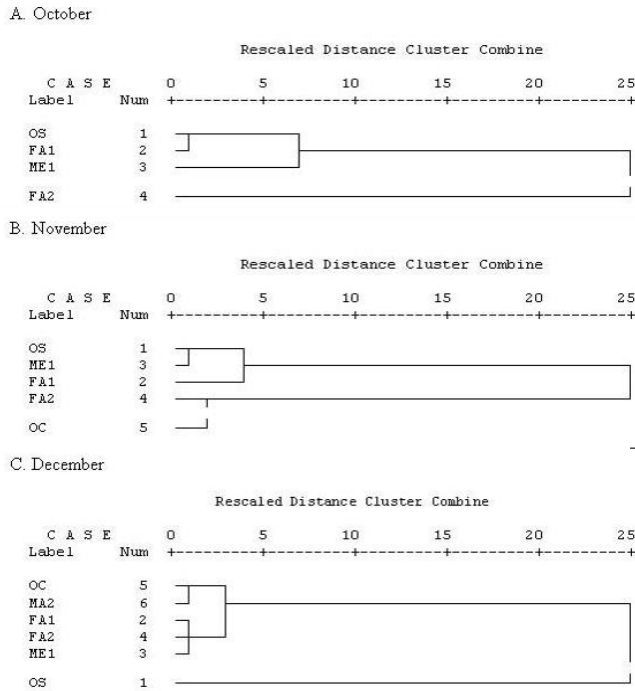 A. October
Rescaled Distance Cluster Combine
C A S E 0 5 10 15 20 25
Label Num +---------+---------+---------+---------+---------+
OS 1
FA1 2
ME1 3
FA2 4
B. November
Rescaled Distance Cluster Combine
C A S E 0 5 10 15 20 25
Label Num +---------+---------+---------+---------+---------+
OS 1
ME1 3
FA1 2
FA2 4
OC 5
C. December
Rescaled Distance Cluster Combine
C A S E 0 5 10 15 20 25
Label Num +---------+---------+---------+---------+---------+
OC 5
MA2 6
FA1 2
FA2 4
ME1 3
OS 1